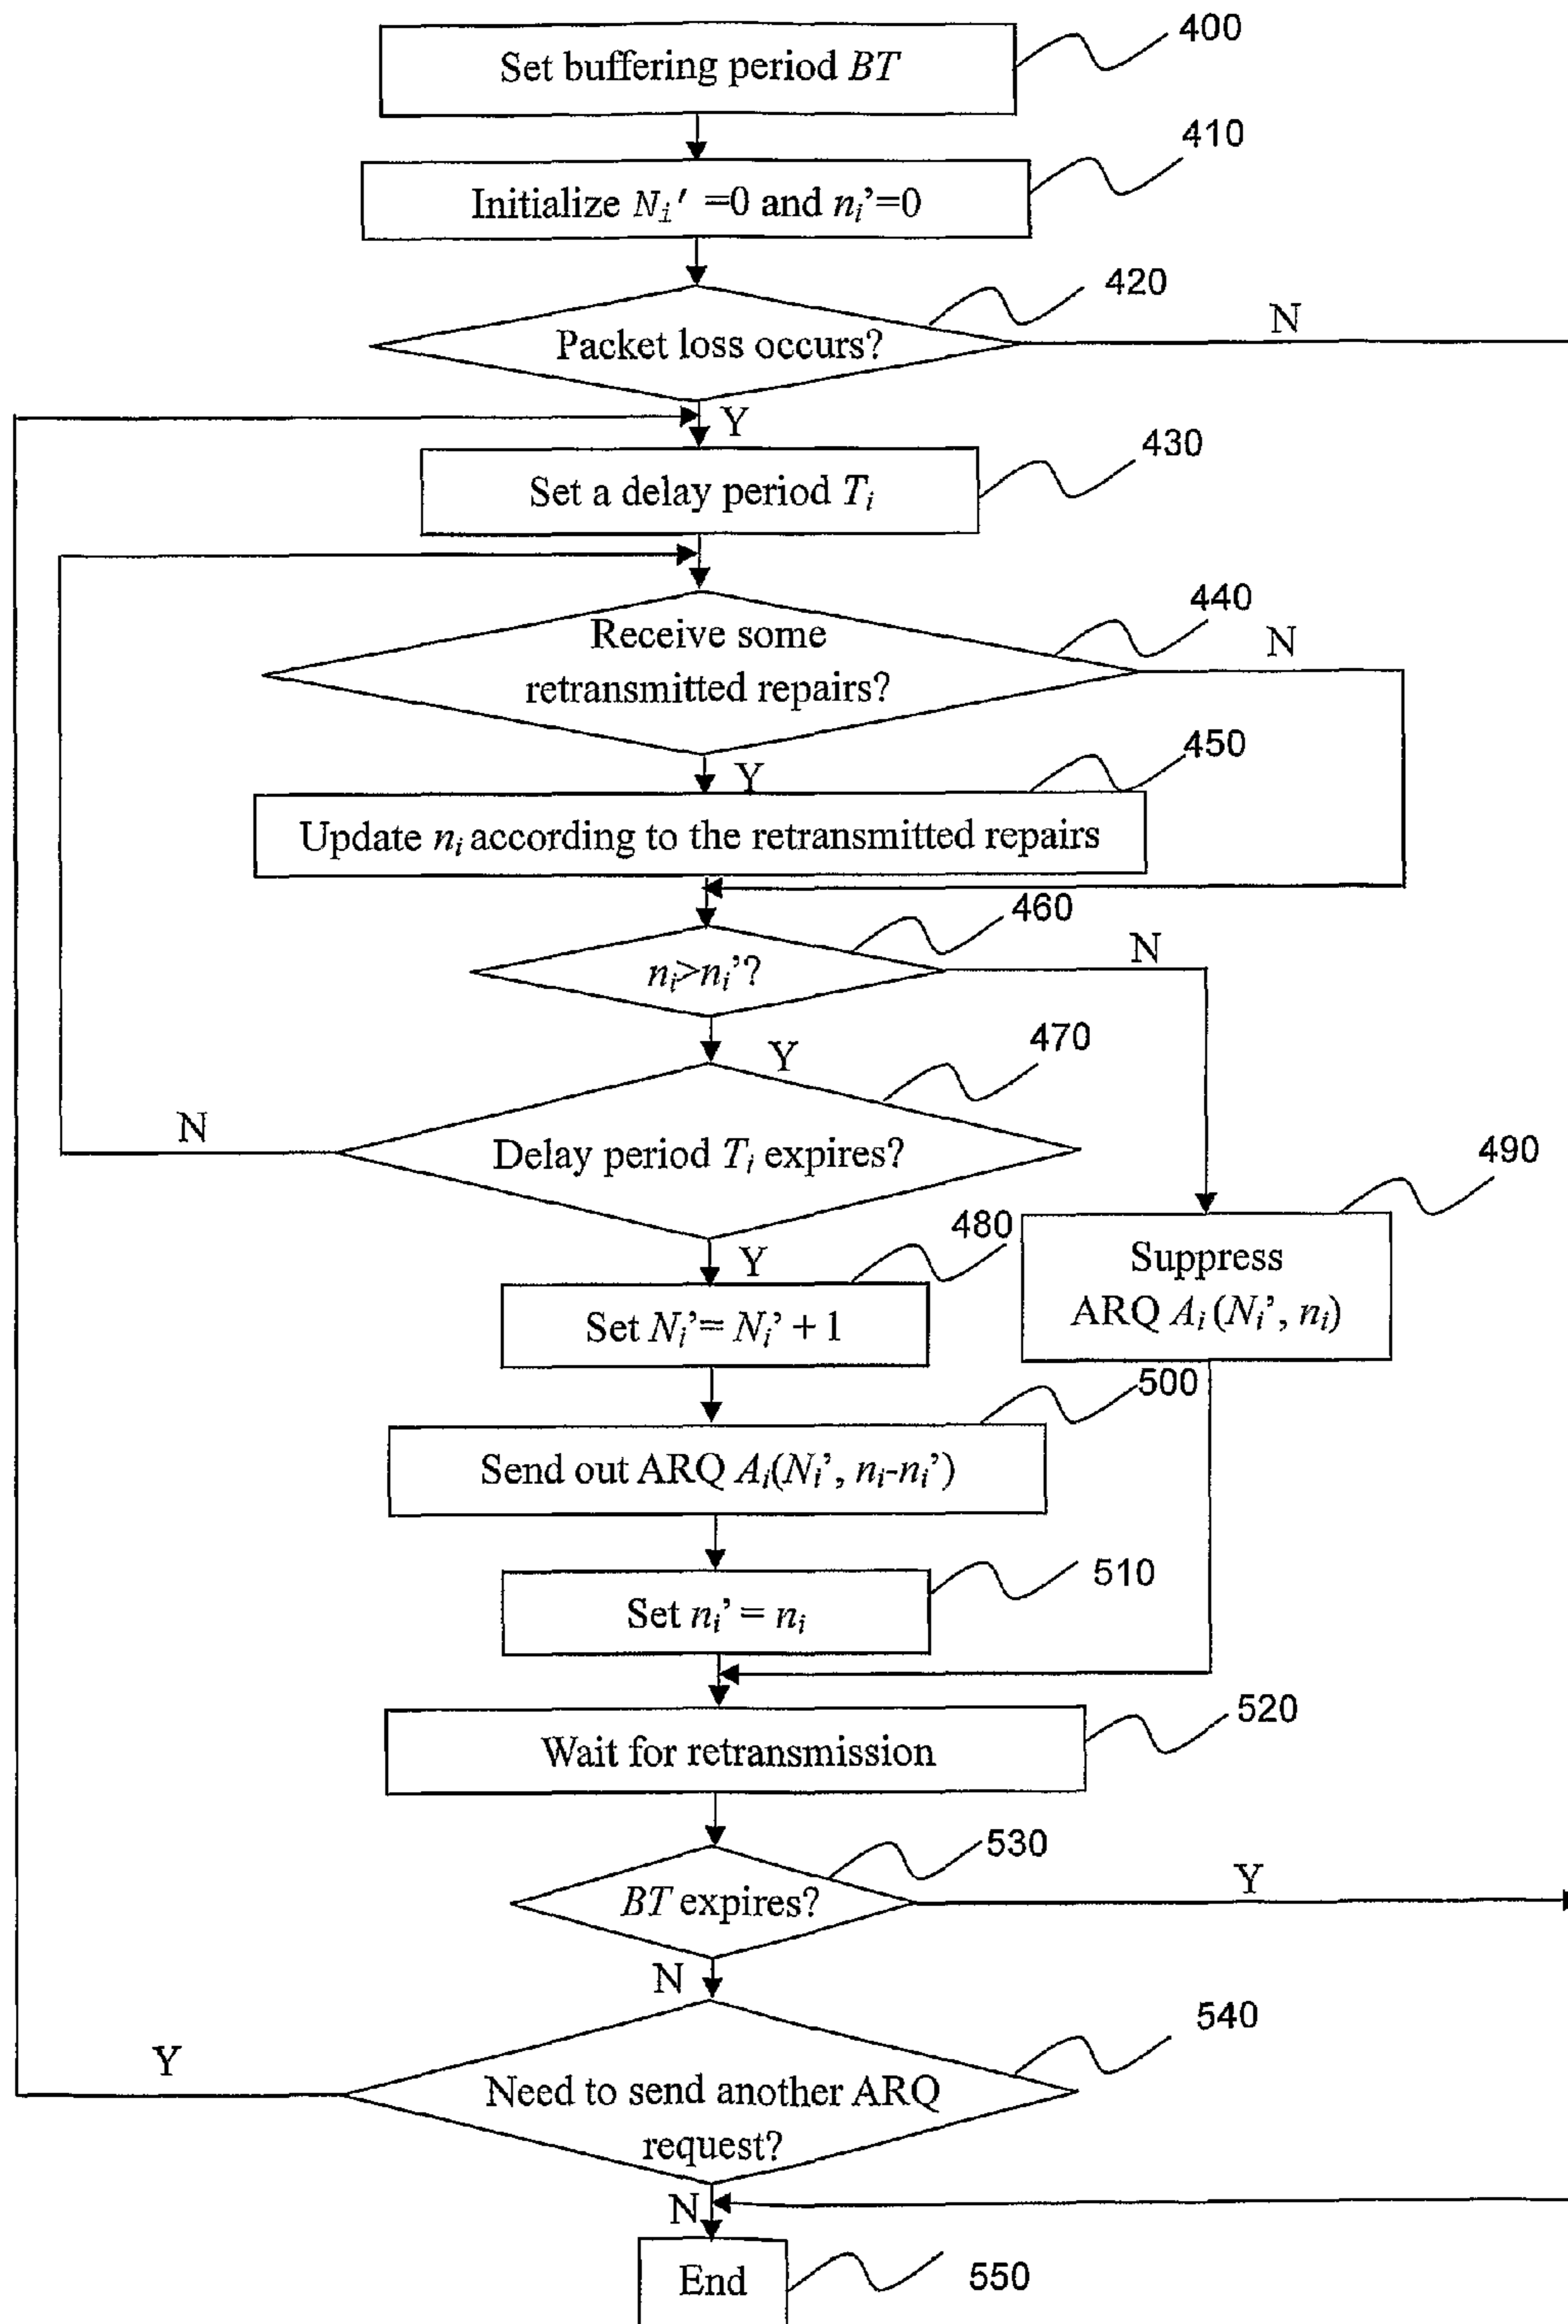 Set buffering period BT
400
Initialize Nᵢ' =0 and nᵢ’=0
410
Packet loss occurs?
420
N
Y
Set a delay period Tᵢ
430
Receive some
retransmitted repairs?
440
N
Y
450
Update nᵢ according to the retransmitted repairs
460
nᵢ>nᵢ’?
N
Y
470
Delay period Tᵢ expires?
N
Y
480
490
Set Nᵢ’= Nᵢ’ + 1
Suppress
ARQ Aᵢ (Nᵢ’, nᵢ)
500
Send out ARQ Aᵢ(Nᵢ’, nᵢ-nᵢ’)
510
Set nᵢ’ = nᵢ
520
Wait for retransmission
530
BT expires?
Y
N
540
Y
Need to send another ARQ
request?
N
End
550